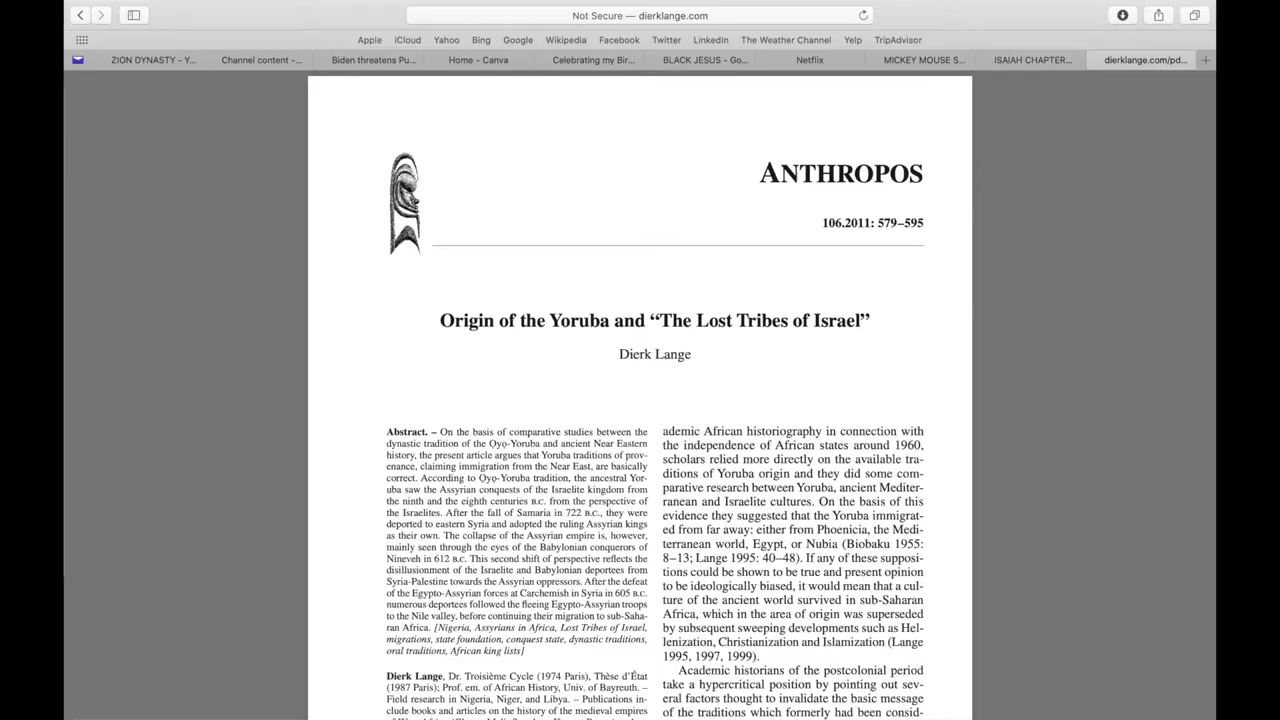 Not Secure — dierklange.com
Apple iCloud Yahoo Bing Google Wikipedia Facebook Twitter LinkedIn The Weather Channel Yelp TripAdvisor
ZION DYNASTY - Y... Channel content -... Biden threatens Pu... Home - Canva Celebrating my Bir... BLACK JESUS - Go... Netflix MICKEY MOUSE S... ISAIAH CHAPTER... dierklange.com/pd...
ANTHROPOS
106.2011: 579–595
Origin of the Yoruba and “The Lost Tribes of Israel”
Dierk Lange
Abstract. – On the basis of comparative studies between the
dynastic tradition of the Ọyọ-Yoruba and ancient Near Eastern
history, the present article argues that Yoruba traditions of prov-
enance, claiming immigration from the Near East, are basically
correct. According to Ọyọ-Yoruba tradition, the ancestral Yor-
uba saw the Assyrian conquests of the Israelite kingdom from
the ninth and the eighth centuries B.C. from the perspective of
the Israelites. After the fall of Samaria in 722 B.C., they were
deported to eastern Syria and adopted the ruling Assyrian kings
as their own. The collapse of the Assyrian empire is, however,
mainly seen through the eyes of the Babylonian conquerors of
Nineveh in 612 B.C. This second shift of perspective reflects the
disillusionment of the Israelite and Babylonian deportees from
Syria-Palestine towards the Assyrian oppressors. After the defeat
of the Egypto-Assyrian forces at Carchemish in Syria in 605 B.C.
numerous deportees followed the fleeing Egypto-Assyrian troops
to the Nile valley, before continuing their migration to sub-Saha-
ran Africa. [Nigeria, Assyrians in Africa, Lost Tribes of Israel,
migrations, state foundation, conquest state, dynastic traditions,
oral traditions, African king lists]
Dierk Lange, Dr. Troisième Cycle (1974 Paris), Thèse d’État
(1987 Paris); Prof. em. of African History, Univ. of Bayreuth. –
Field research in Nigeria, Niger, and Libya. – Publications in-
clude books and articles on the history of the medieval empires
ademic African historiography in connection with
the independence of African states around 1960,
scholars relied more directly on the available tra-
ditions of Yoruba origin and they did some com-
parative research between Yoruba, ancient Mediter-
ranean and Israelite cultures. On the basis of this
evidence they suggested that the Yoruba immigrat-
ed from far away: either from Phoenicia, the Medi-
terranean world, Egypt, or Nubia (Biobaku 1955:
8–13; Lange 1995: 40–48). If any of these supposi-
tions could be shown to be true and present opinion
to be ideologically biased, it would mean that a cul-
ture of the ancient world survived in sub-Saharan
Africa, which in the area of origin was superseded
by subsequent sweeping developments such as Hel-
lenization, Christianization and Islamization (Lange
1995, 1997, 1999).
Academic historians of the postcolonial period
take a hypercritical position by pointing out sev-
eral factors thought to invalidate the basic message
of the traditions which formerly had been consid-